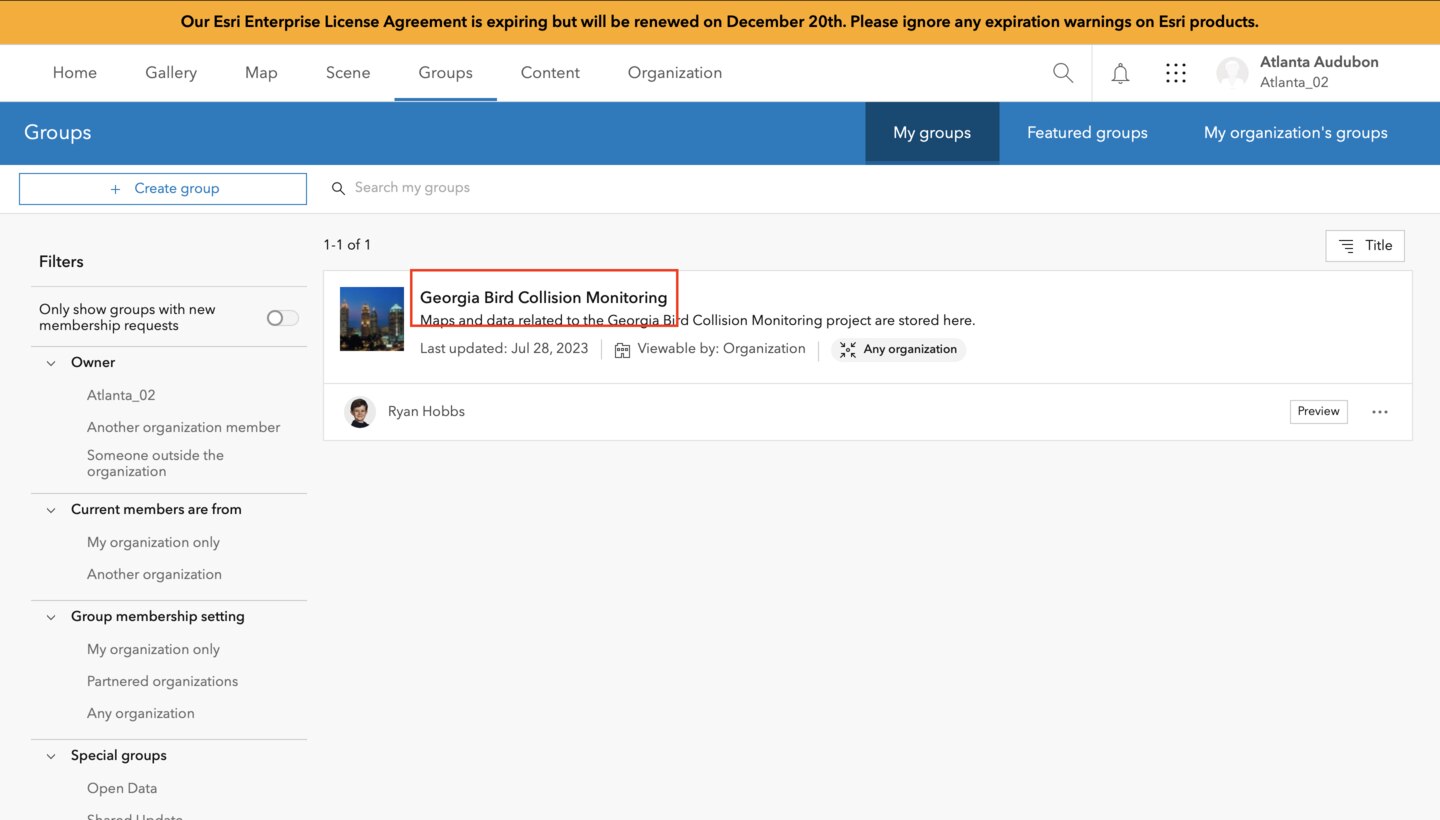 Our Esri Enterprise License Agreement is expiring but will be renewed on December 20th. Please ignore any expiration warnings on Esri products.
Home Gallery Map Scene Groups Content Organization
Atlanta Audubon
Atlanta_02
Groups
My groups Featured groups My organization's groups
+ Create group
Search my groups
Filters
Only show groups with new
membership requests
Owner
Atlanta_02
Another organization member
Someone outside the
organization
Current members are from
My organization only
Another organization
Group membership setting
My organization only
Partnered organizations
Any organization
Special groups
Open Data
Shared Update
1-1 of 1
Title
Georgia Bird Collision Monitoring
Maps and data related to the Georgia Bird Collision Monitoring project are stored here.
Last updated: Jul 28, 2023 Viewable by: Organization Any organization
Ryan Hobbs
Preview